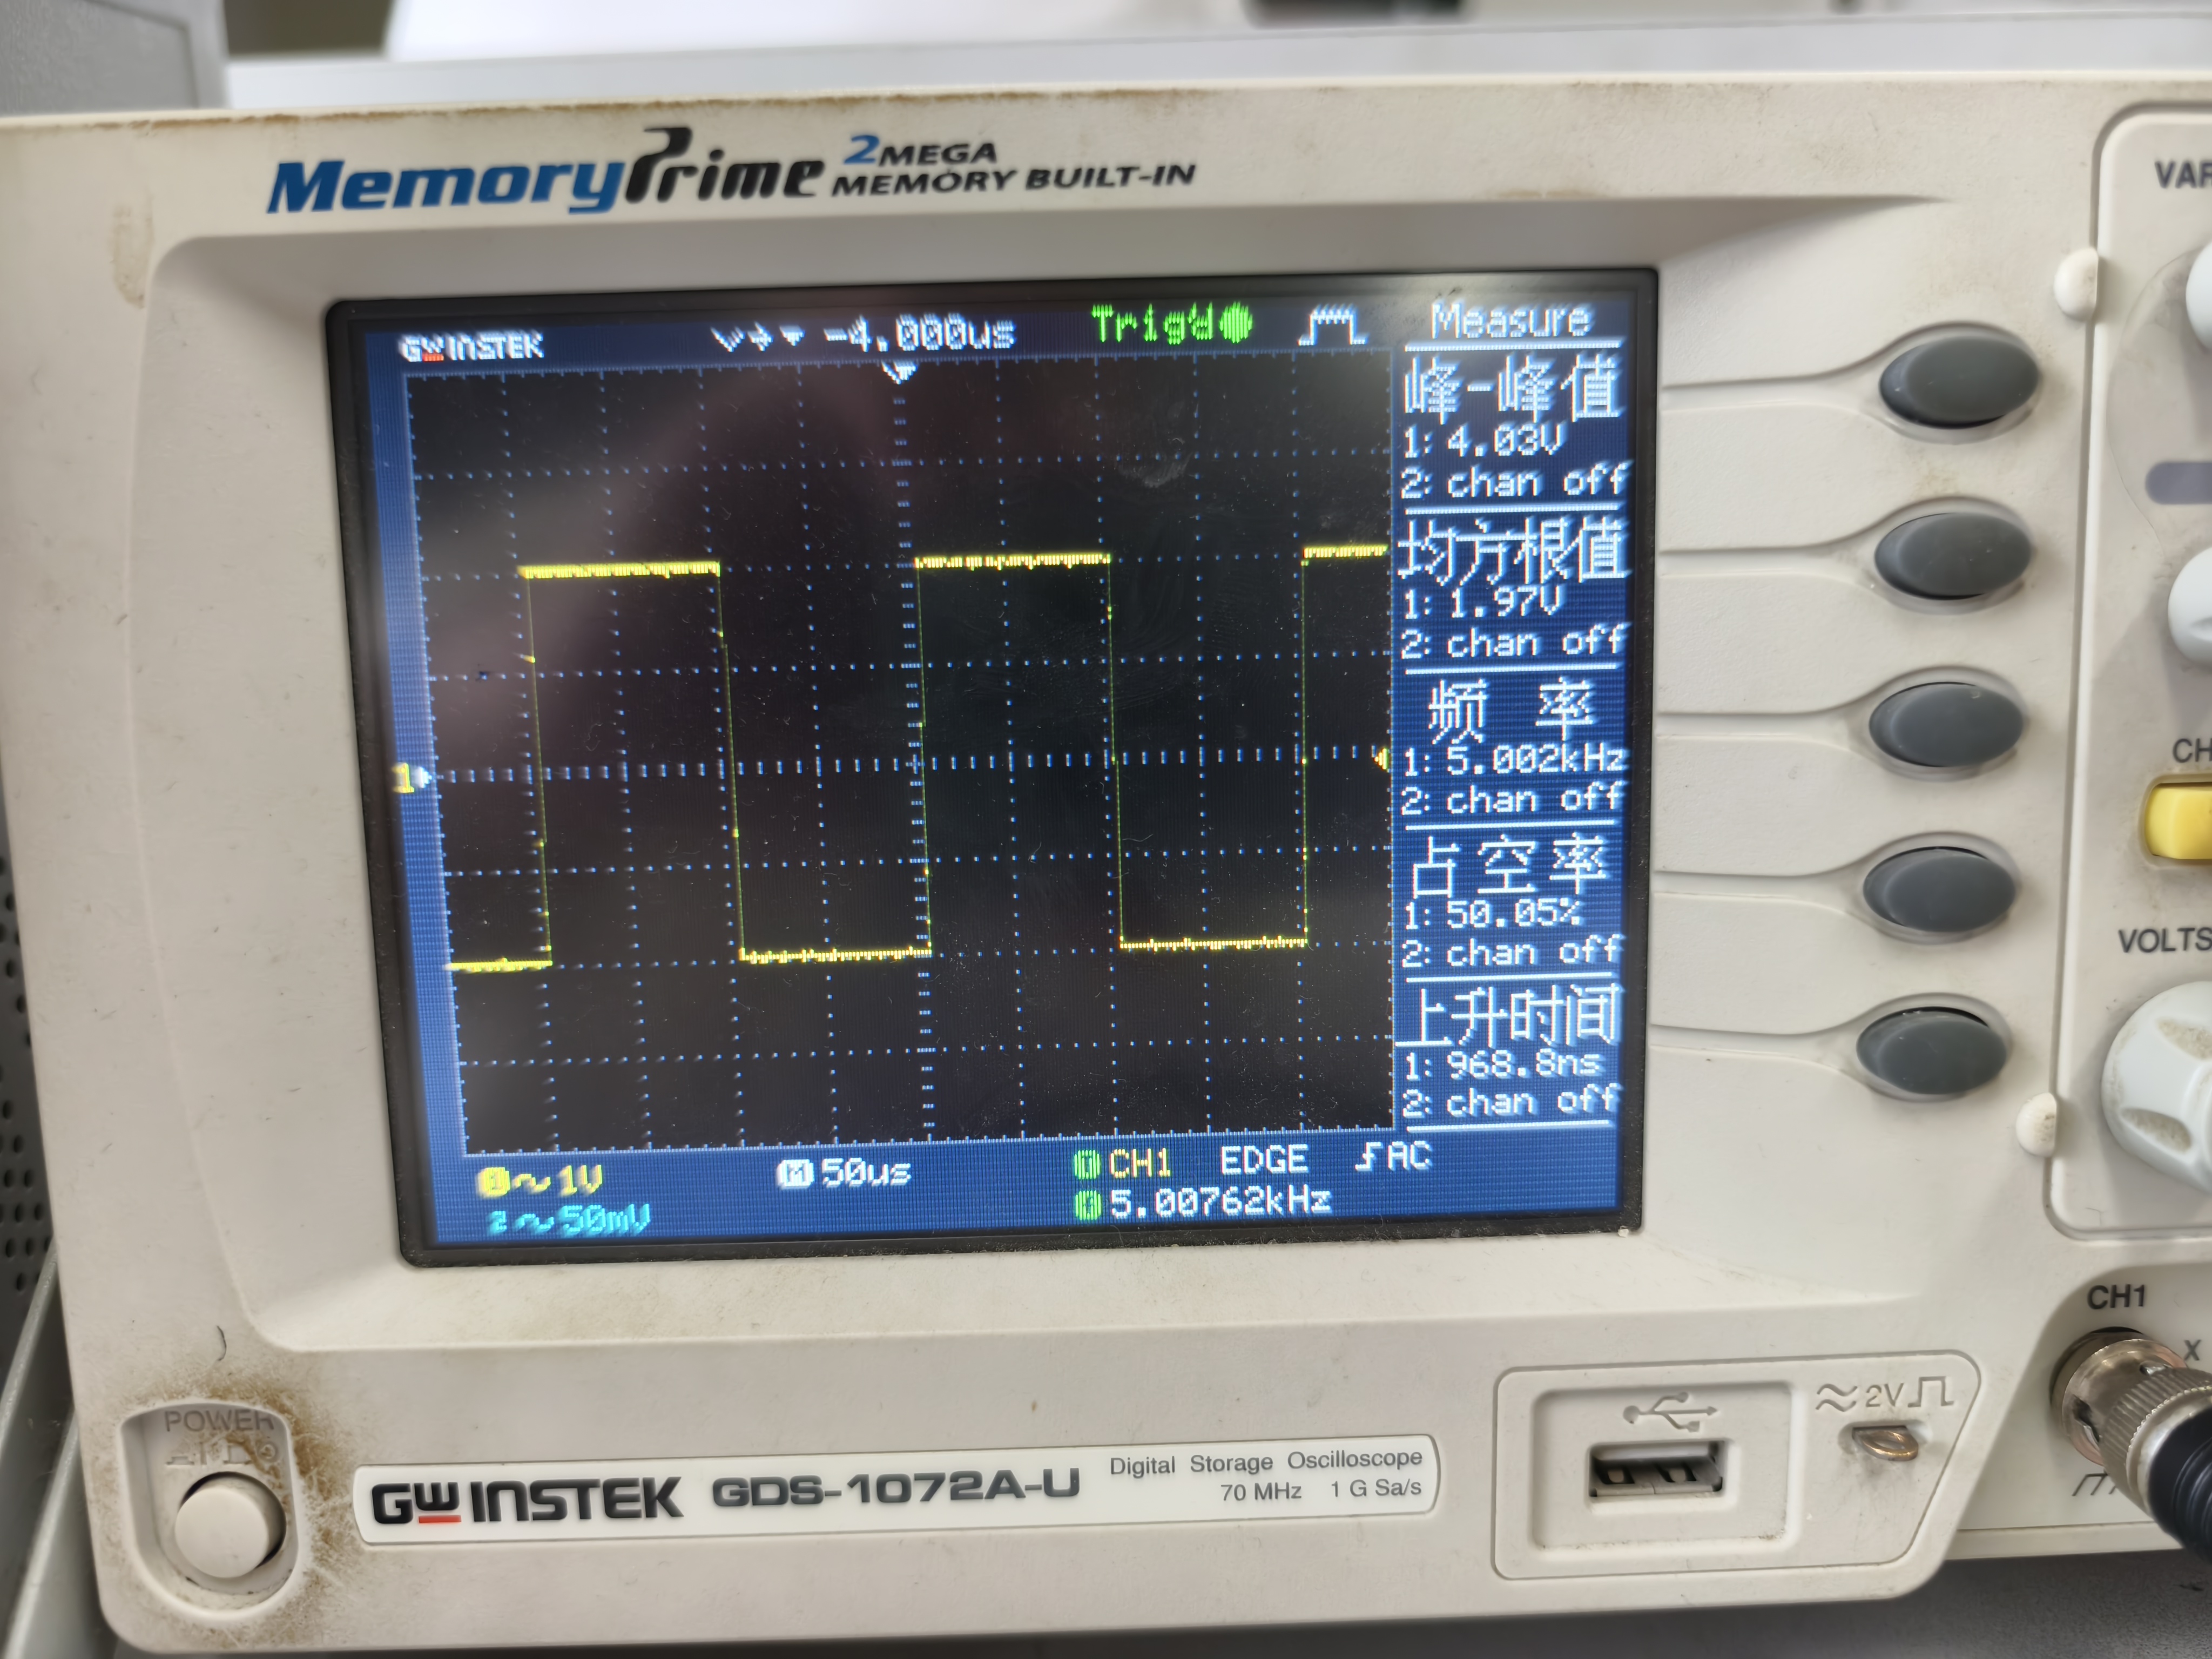 MemoryPrime 2MEGA
MEMORY BUILT-IN
VAR
GWINSTEK -4.000us Trig'd Measure
峰-峰值
1: 4.03V
2: chan off
均方根值
1: 1.97V
2: chan off
频 率
1: 5.002kHz
2: chan off
占空率
1: 50.05%
2: chan off
上升时间
1: 968.8ns
2: chan off
1
1 ~ 1V M 50us T CH1 EDGE AC
2 ~ 50mV 5.00762kHz
CH
VOLTS
CH1
X
POWER
≈2V
GWINSTEK GDS-1072A-U Digital Storage Oscilloscope
70 MHz 1 G Sa/s